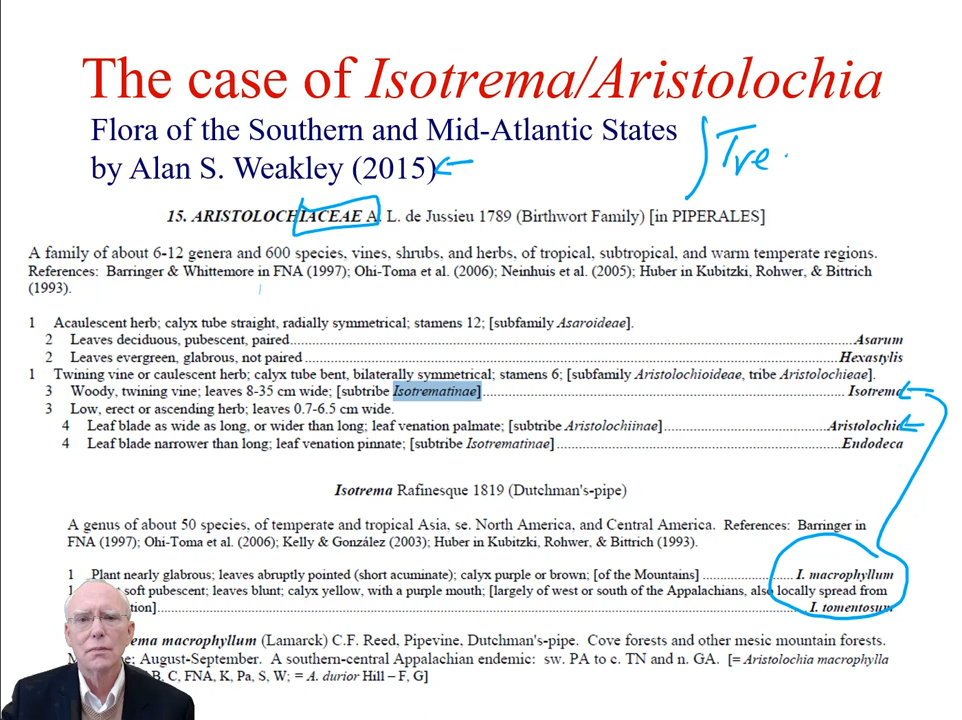 The case of Isotrema/Aristolochia
Flora of the Southern and Mid-Atlantic States
by Alan S. Weakley (2015)
Tre
15. ARISTOLOCHIACEAE A. L. de Jussieu 1789 (Birthwort Family) [in PIPERALES]
A family of about 6-12 genera and 600 species, vines, shrubs, and herbs, of tropical, subtropical, and warm temperate regions.
References: Barringer & Whittemore in FNA (1997); Ohi-Toma et al. (2006); Neinhuis et al. (2005); Huber in Kubitzki, Rohwer, & Bittrich
(1993).
1 Acaulescent herb; calyx tube straight, radially symmetrical; stamens 12; [subfamily Asaroideae].
2 Leaves deciduous, pubescent, paired Asarum
2 Leaves evergreen, glabrous, not paired Hexastylis
1 Twining vine or caulescent herb; calyx tube bent, bilaterally symmetrical; stamens 6; [subfamily Aristolochioideae, tribe Aristolochieae].
3 Woody, twining vine; leaves 8-35 cm wide; [subtribe Isotrematinae] Isotrema
3 Low, erect or ascending herb; leaves 0.7-6.5 cm wide.
4 Leaf blade as wide as long, or wider than long; leaf venation palmate; [subtribe Aristolochiinae] Aristolochia
4 Leaf blade narrower than long; leaf venation pinnate; [subtribe Isotrematinae] Endodeca
Isotrema Rafinesque 1819 (Dutchman's-pipe)
A genus of about 50 species, of temperate and tropical Asia, se. North America, and Central America. References: Barringer in
FNA (1997); Ohi-Toma et al. (2006); Kelly & González (2003); Huber in Kubitzki, Rohwer, & Bittrich (1993).
1 Plant nearly glabrous; leaves abruptly pointed (short acuminate); calyx purple or brown; [of the Mountains] I. macrophyllum
soft pubescent; leaves blunt; calyx yellow, with a purple mouth; [largely of west or south of the Appalachians, also locally spread from
I. tomentosum
macrophyllum (Lamarck) C.F. Reed, Pipevine, Dutchman's-pipe. Cove forests and other mesic mountain forests.
August-September. A southern-central Appalachian endemic: sw. PA to c. TN and n. GA. [= Aristolochia macrophylla
B, C, FNA, K, Pa, S, W; = A. durior Hill – F, G]